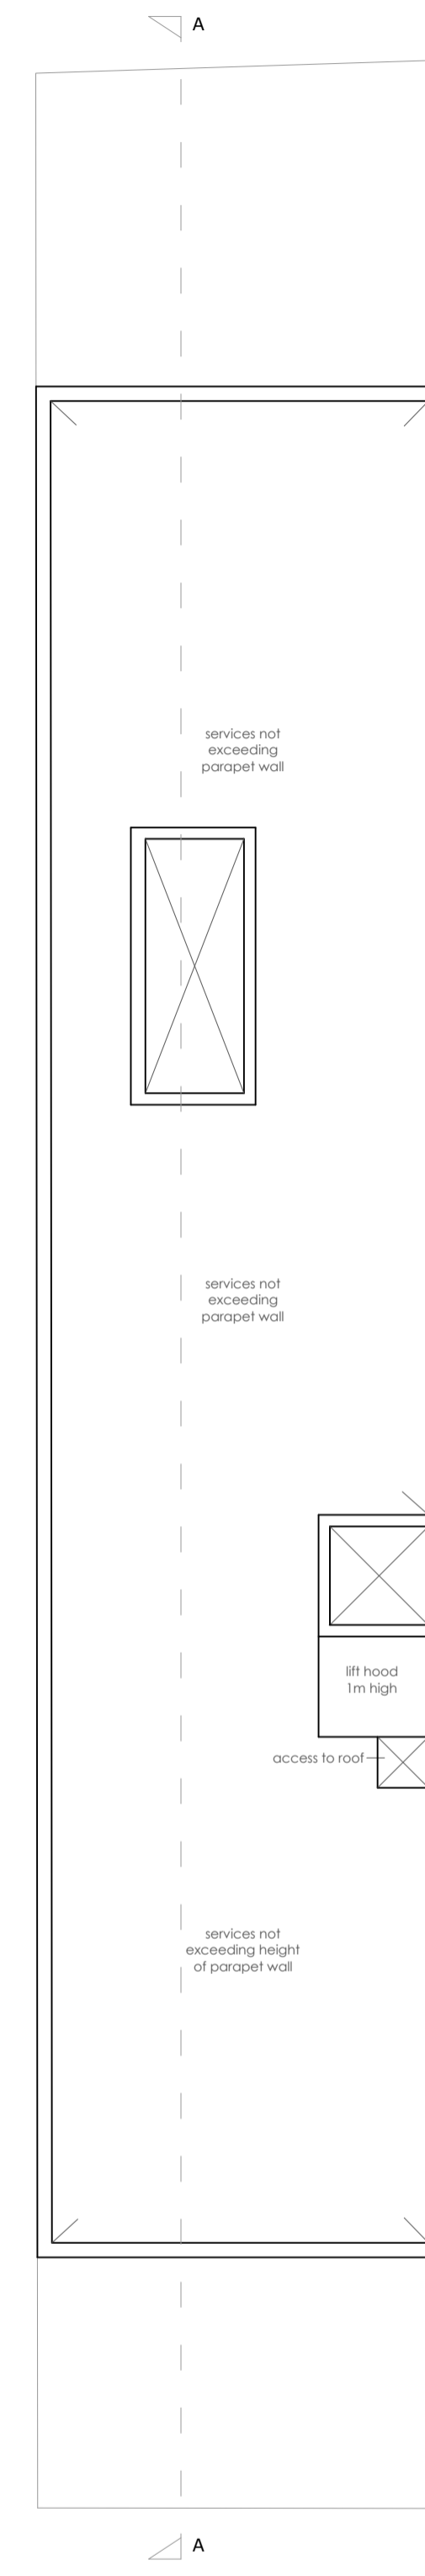 A
services not
exceeding
parapet wall
services not
exceeding
parapet wall
lift hood
1m high
access to roof
services not
exceeding height
of parapet wall
A